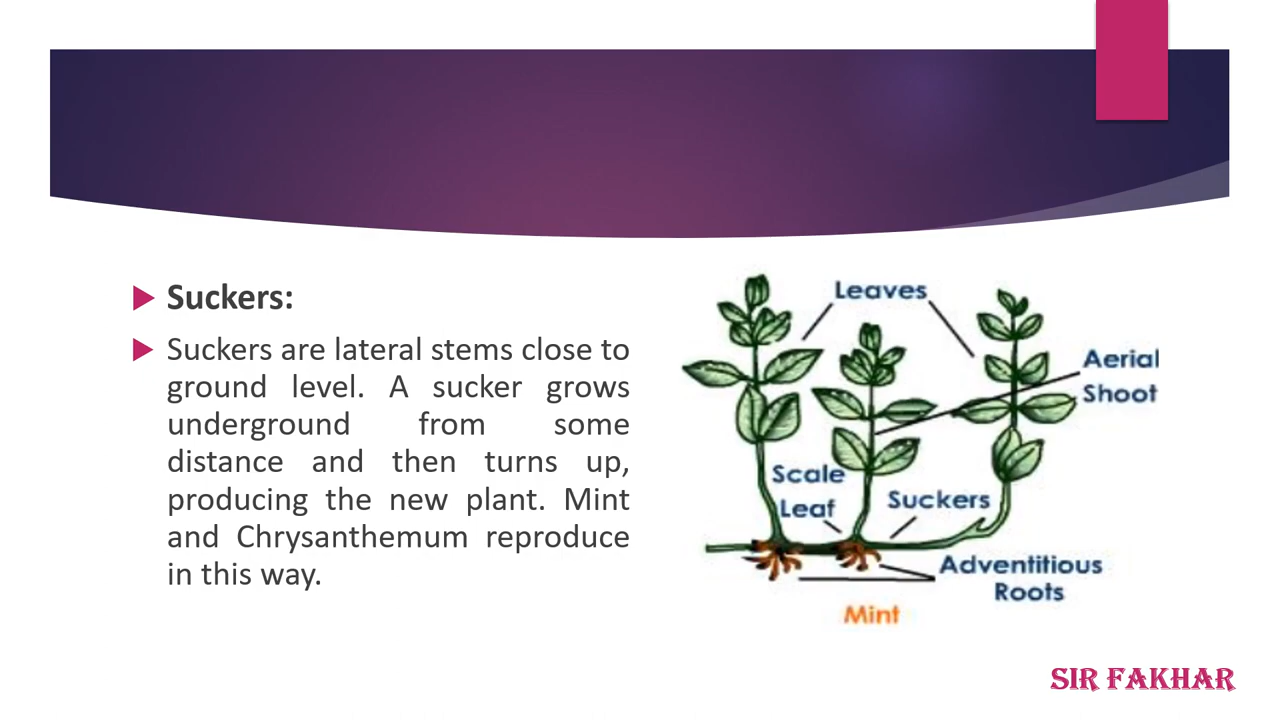 Suckers:
Suckers are lateral stems close to
ground level. A sucker grows
underground from some
distance and then turns up,
producing the new plant. Mint
and Chrysanthemum reproduce
in this way.
Leaves
Aerial
Shoot
Scale
Leaf
Suckers
Adventitious
Roots
Mint
SIR FAKHAR